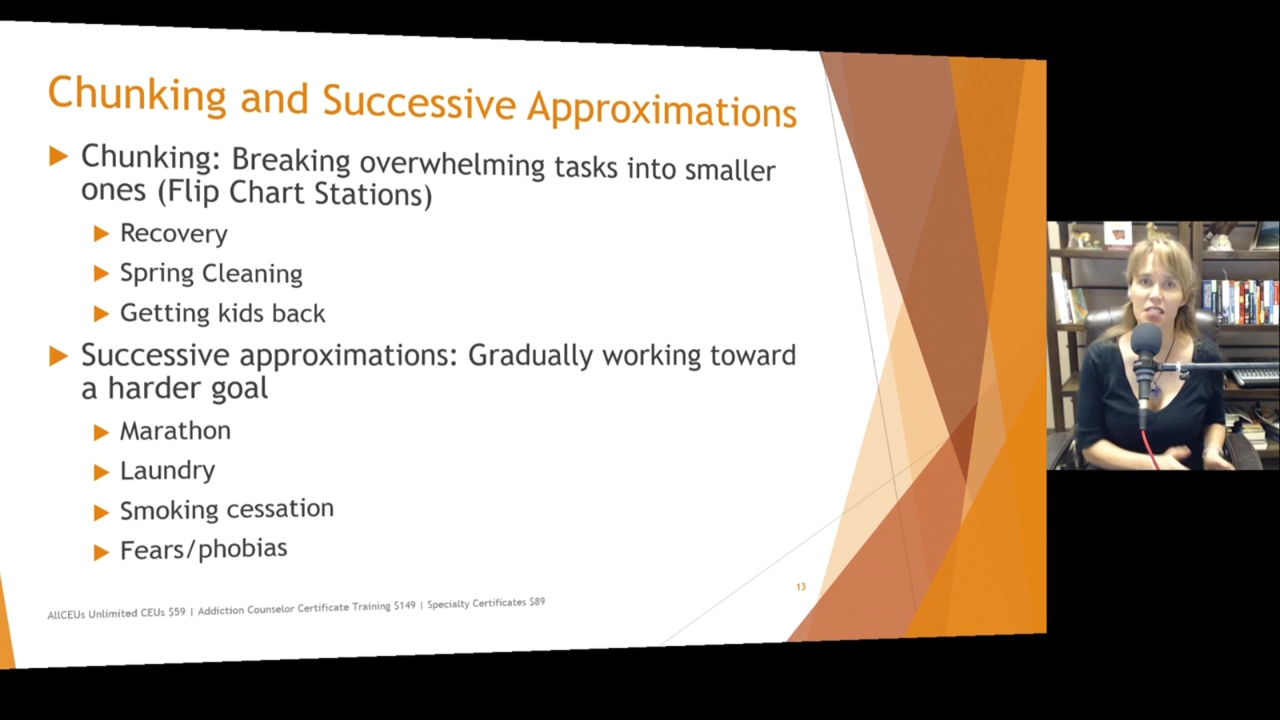 Chunking and Successive Approximations
Chunking: Breaking overwhelming tasks into smaller
ones (Flip Chart Stations)
Recovery
Spring Cleaning
Getting kids back
Successive approximations: Gradually working toward
a harder goal
Marathon
Laundry
Smoking cessation
Fears/phobias
13
AllCEUs Unlimited CEUs $59 | Addiction Counselor Certificate Training $149 | Specialty Certificates $89